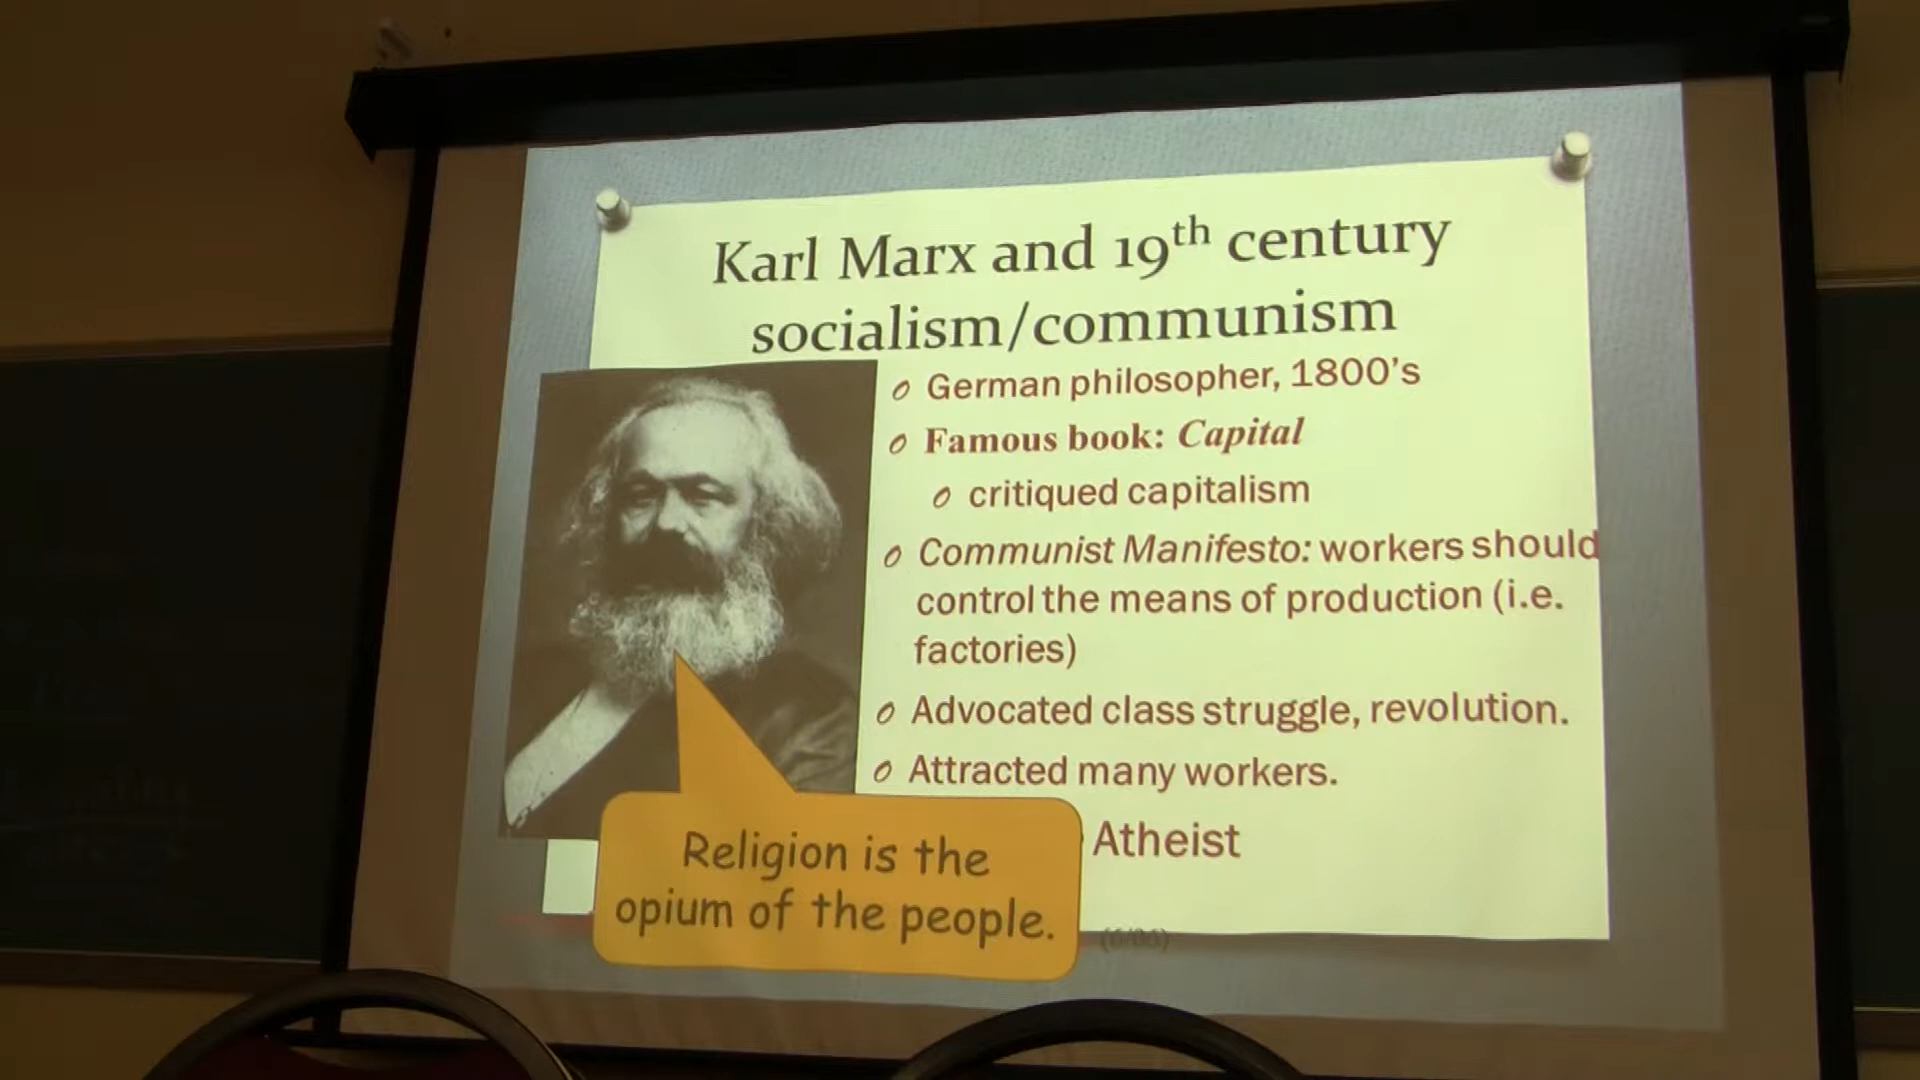 Karl Marx and 19th century
socialism/communism
German philosopher, 1800's
Famous book: Capital
critiqued capitalism
Communist Manifesto: workers should
control the means of production (i.e.
factories)
Advocated class struggle, revolution.
Attracted many workers.
Atheist
Religion is the
opium of the people.